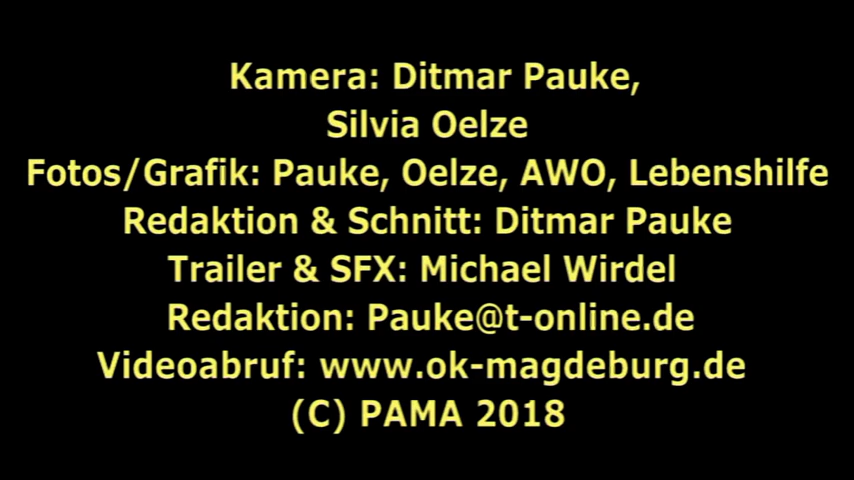 Kamera: Ditmar Pauke,
Silvia Oelze
Fotos/Grafik: Pauke, Oelze, AWO, Lebenshilfe
Redaktion & Schnitt: Ditmar Pauke
Trailer & SFX: Michael Wirdel
Redaktion: Pauke@t-online.de
Videoabruf: www.ok-magdeburg.de
(C) PAMA 2018